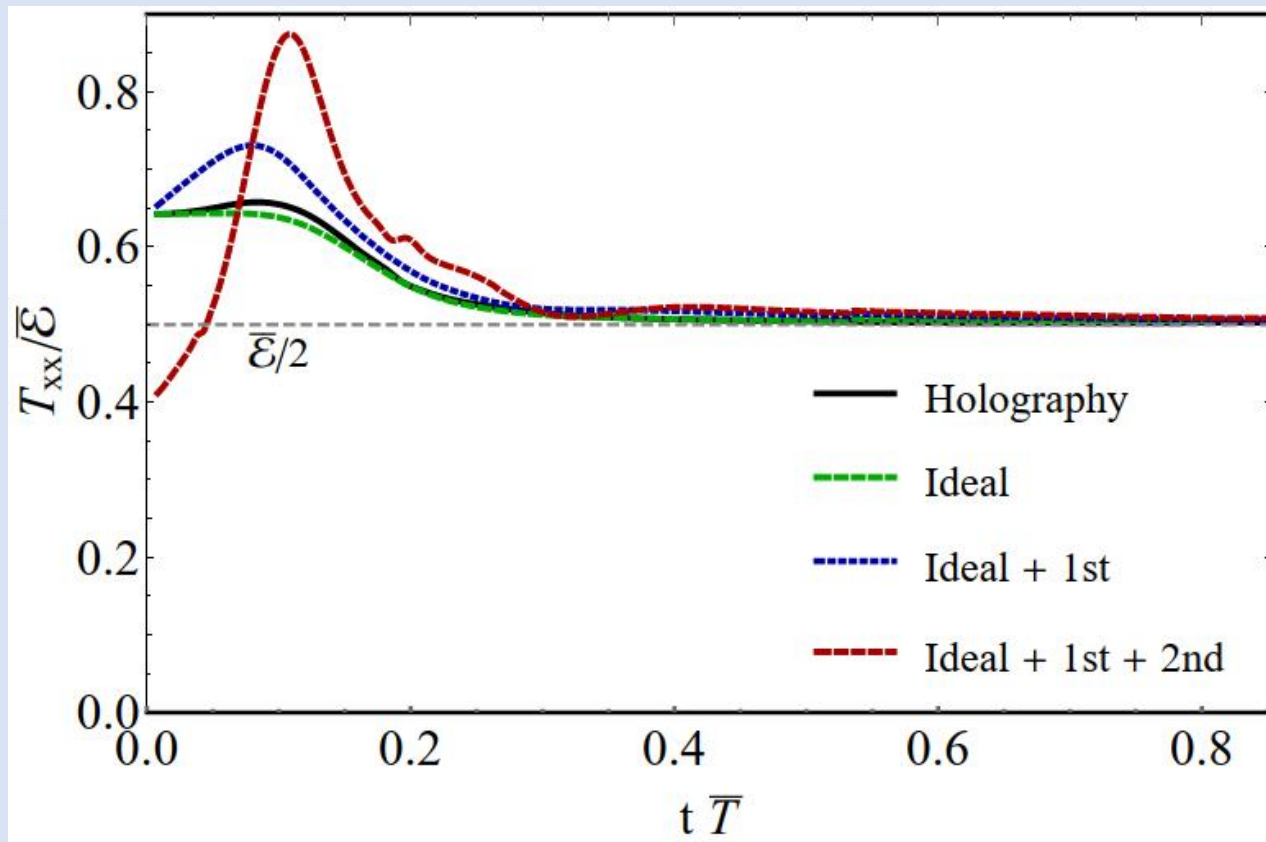 0.8
0.6
0.4
0.2
0.0
T_xx/ℰ̅
ℰ̅/2
Holography
Ideal
Ideal + 1st
Ideal + 1st + 2nd
0.0 0.2 0.4 0.6 0.8
t T̅